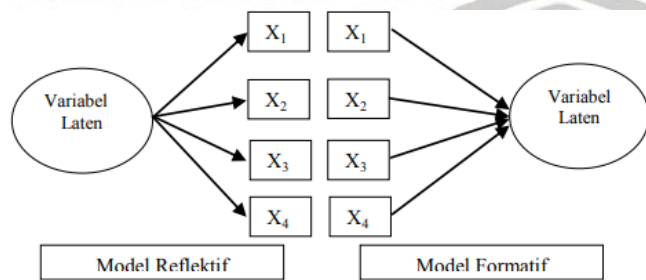 Variabel
Laten
X₁
X₂
X₃
X₄
Model Reflektif
X₁
X₂
X₃
X₄
Variabel
Laten
Model Formatif